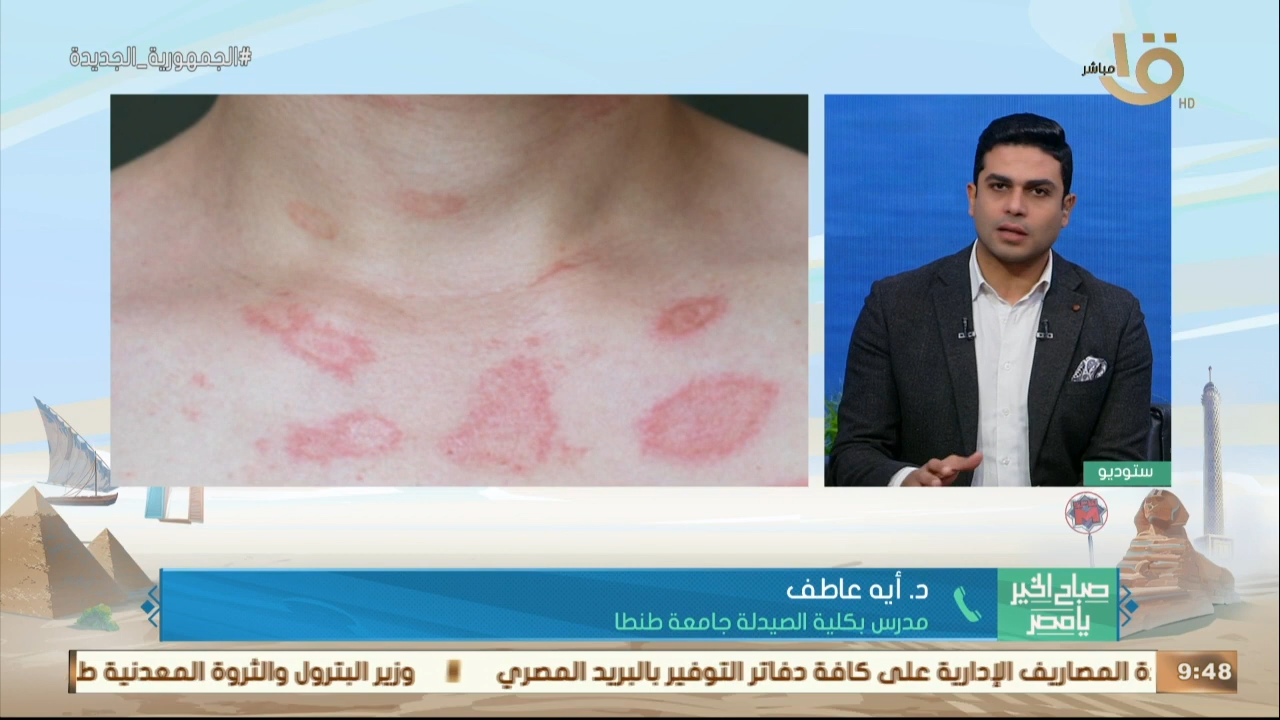 #الجمهورية_الجديدة
مباشر
HD
ستوديو
صباح الخير
يا مصر
د. أيه عاطف
مدرس بكلية الصيدلة جامعة طنطا
المصاريف الإدارية على كافة دفاتر التوفير بالبريد المصري
وزير البترول والثروة المعدنية
9:48